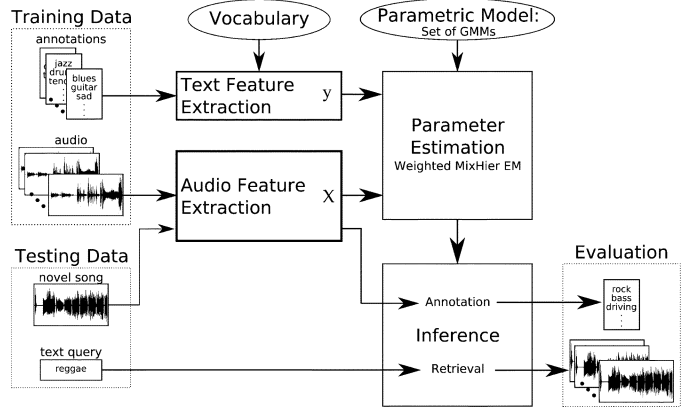 Training Data
annotations
jazz
dru
tend
blues
guitar
sad
audio
Vocabulary
Parametric Model:
Set of GMMs
Text Feature
Extraction
y
Audio Feature
Extraction
X
Parameter
Estimation
Weighted MixHier EM
Testing Data
novel song
text query
reggae
Annotation
Inference
Retrieval
Evaluation
rock
bass
driving